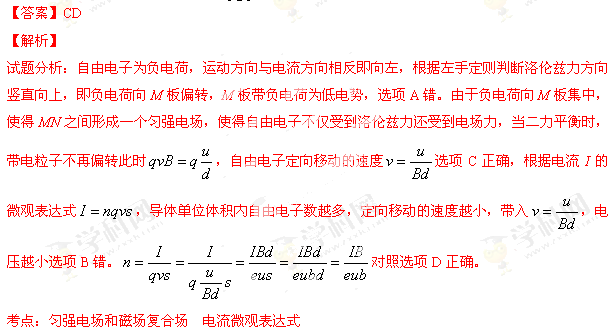 【答案】CD
【解析】
试题分析：自由电子为负电荷，运动方向与电流方向相反即向左，根据左手定则判断洛伦兹力方向
竖直向上，即负电荷向 M 板偏转，M 板带负电荷为低电势，选项 A 错。由于负电荷向 M 板集中，
使得 MN 之间形成一个匀强电场，使得自由电子不仅受到洛伦兹力还受到电场力，当二力平衡时，
带电粒子不再偏转此时 qvB = q u/d ，自由电子定向移动的速度 v = u/Bd 选项 C 正确，根据电流 I 的
微观表达式 I = nqvs ，导体单位体积内自由电子数越多，定向移动的速度越小，带入 v = u/Bd ，电
压越小选项 B 错。 n = I/qvs = I/(q u/Bd s) = IBd/eus = IBd/eubd = IB/eub 对照选项 D 正确。
考点：匀强电场和磁场复合场 电流微观表达式